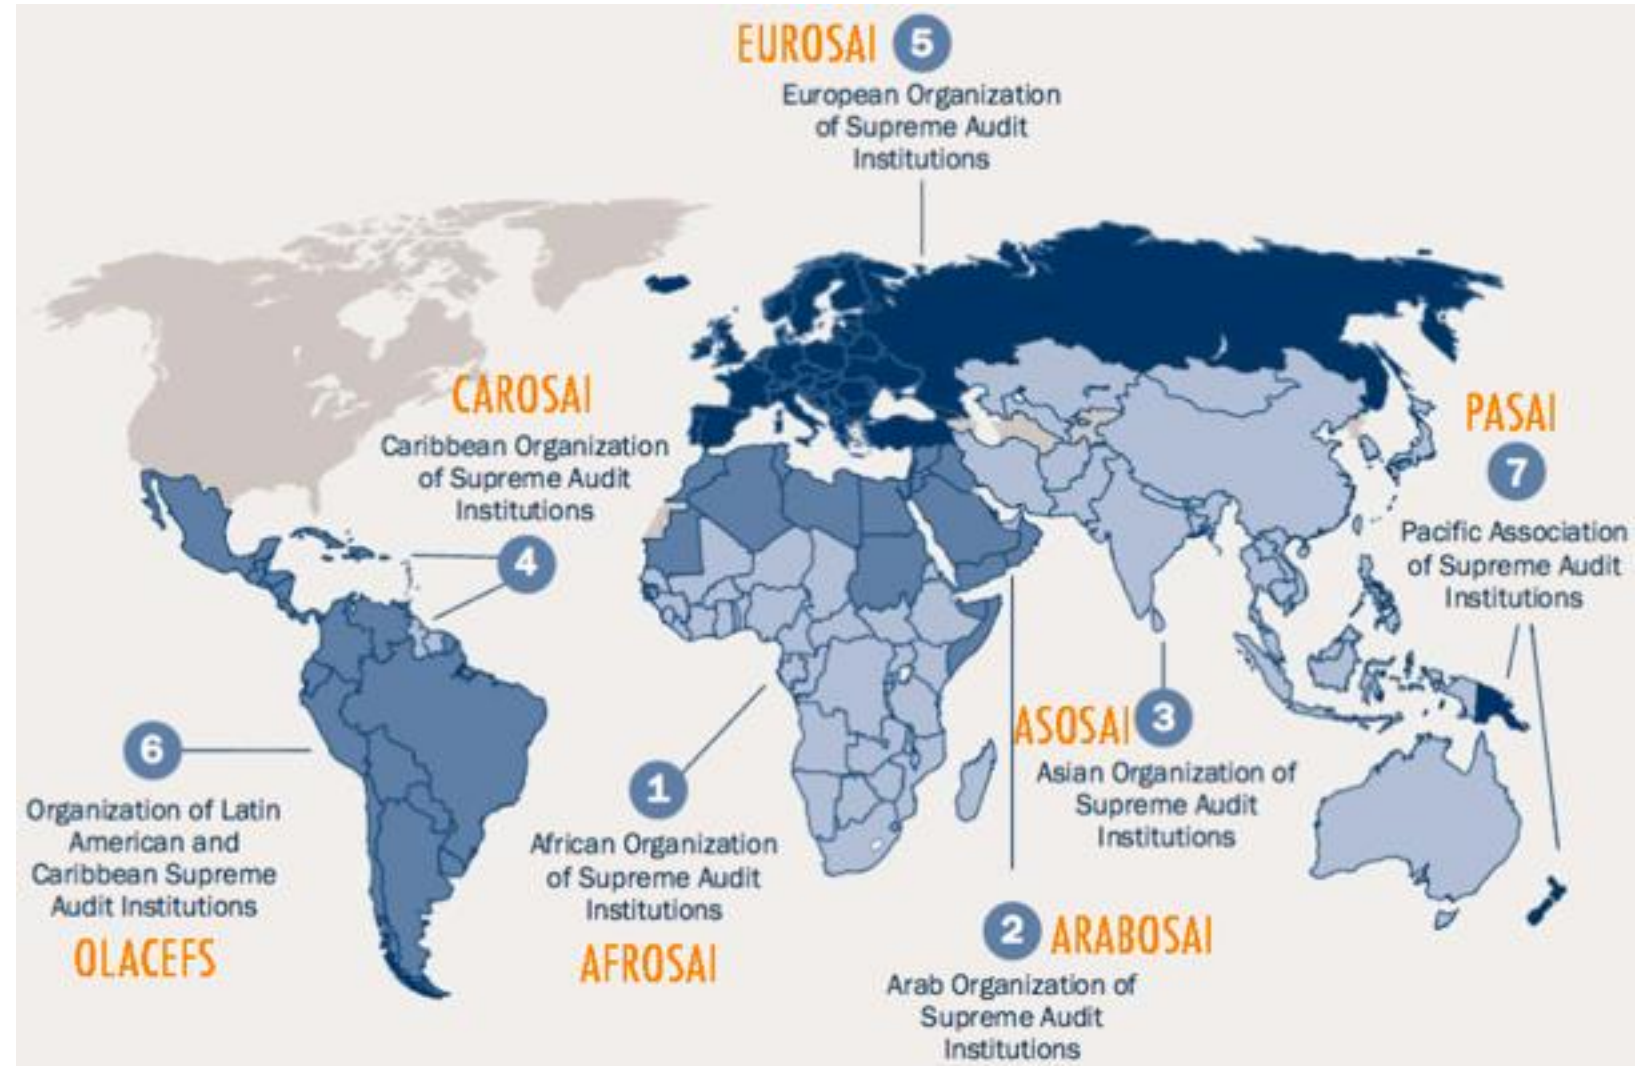 EUROSAI 5
European Organization
of Supreme Audit
Institutions
CAROSAI
Caribbean Organization
of Supreme Audit
Institutions
4
PASAI
7
Pacific Association
of Supreme Audit
Institutions
6
Organization of Latin
American and
Caribbean Supreme
Audit Institutions
OLACEFS
1
African Organization
of Supreme Audit
Institutions
AFROSAI
ASOSAI 3
Asian Organization of
Supreme Audit
Institutions
2 ARABOSAI
Arab Organization of
Supreme Audit
Institutions